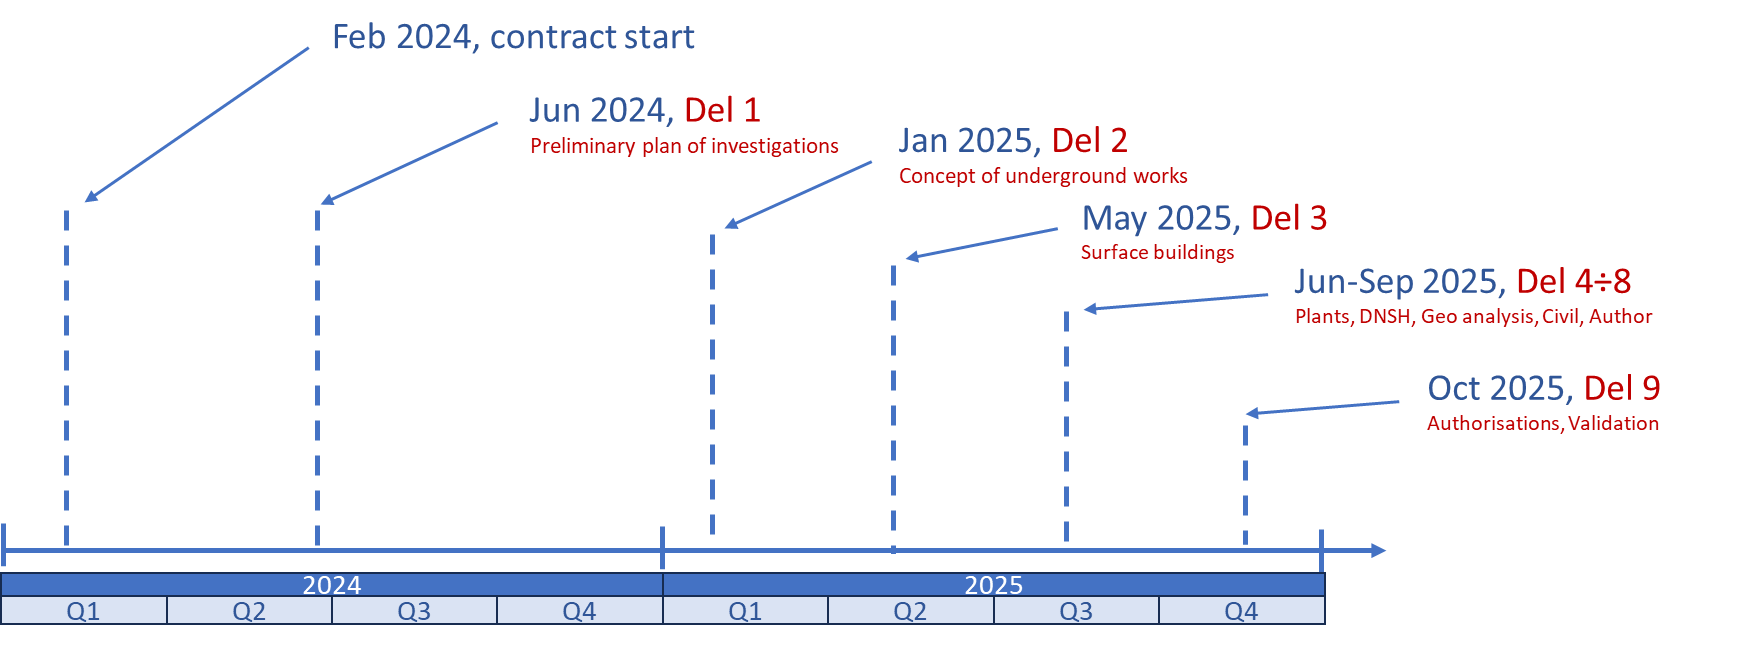 Feb 2024, contract start
Jun 2024, Del 1
Preliminary plan of investigations
Jan 2025, Del 2
Concept of underground works
May 2025, Del 3
Surface buildings
Jun-Sep 2025, Del 4÷8
Plants, DNSH, Geo analysis, Civil, Author
Oct 2025, Del 9
Authorisations, Validation
2024 2025
Q1 Q2 Q3 Q4 Q1 Q2 Q3 Q4